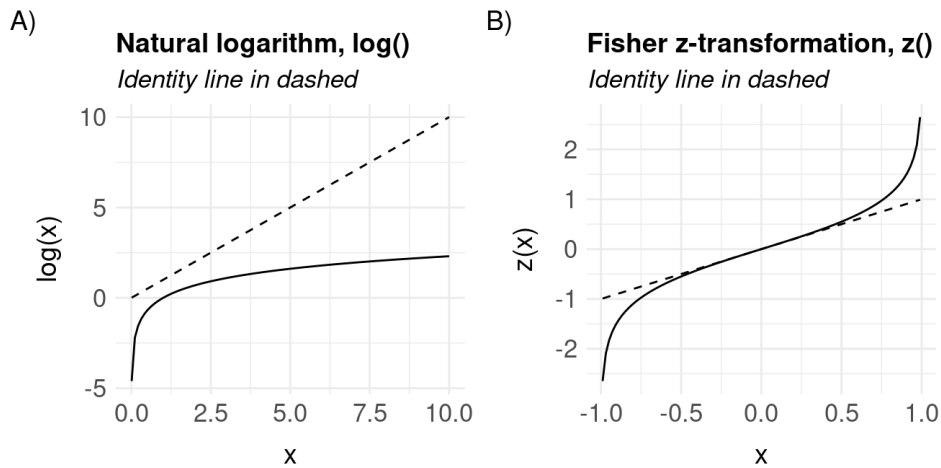 A)
Natural logarithm, log()
Identity line in dashed
log(x)
10
5
0
-5
0.0 2.5 5.0 7.5 10.0
x
B)
Fisher z-transformation, z()
Identity line in dashed
z(x)
2
1
0
-1
-2
-1.0 -0.5 0.0 0.5 1.0
x